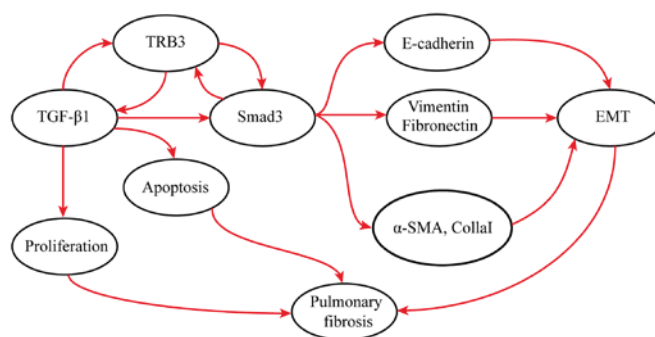 TRB3
E-cadherin
TGF-β1
Smad3
Vimentin
Fibronectin
EMT
Apoptosis
α-SMA, CollaI
Proliferation
Pulmonary
fibrosis